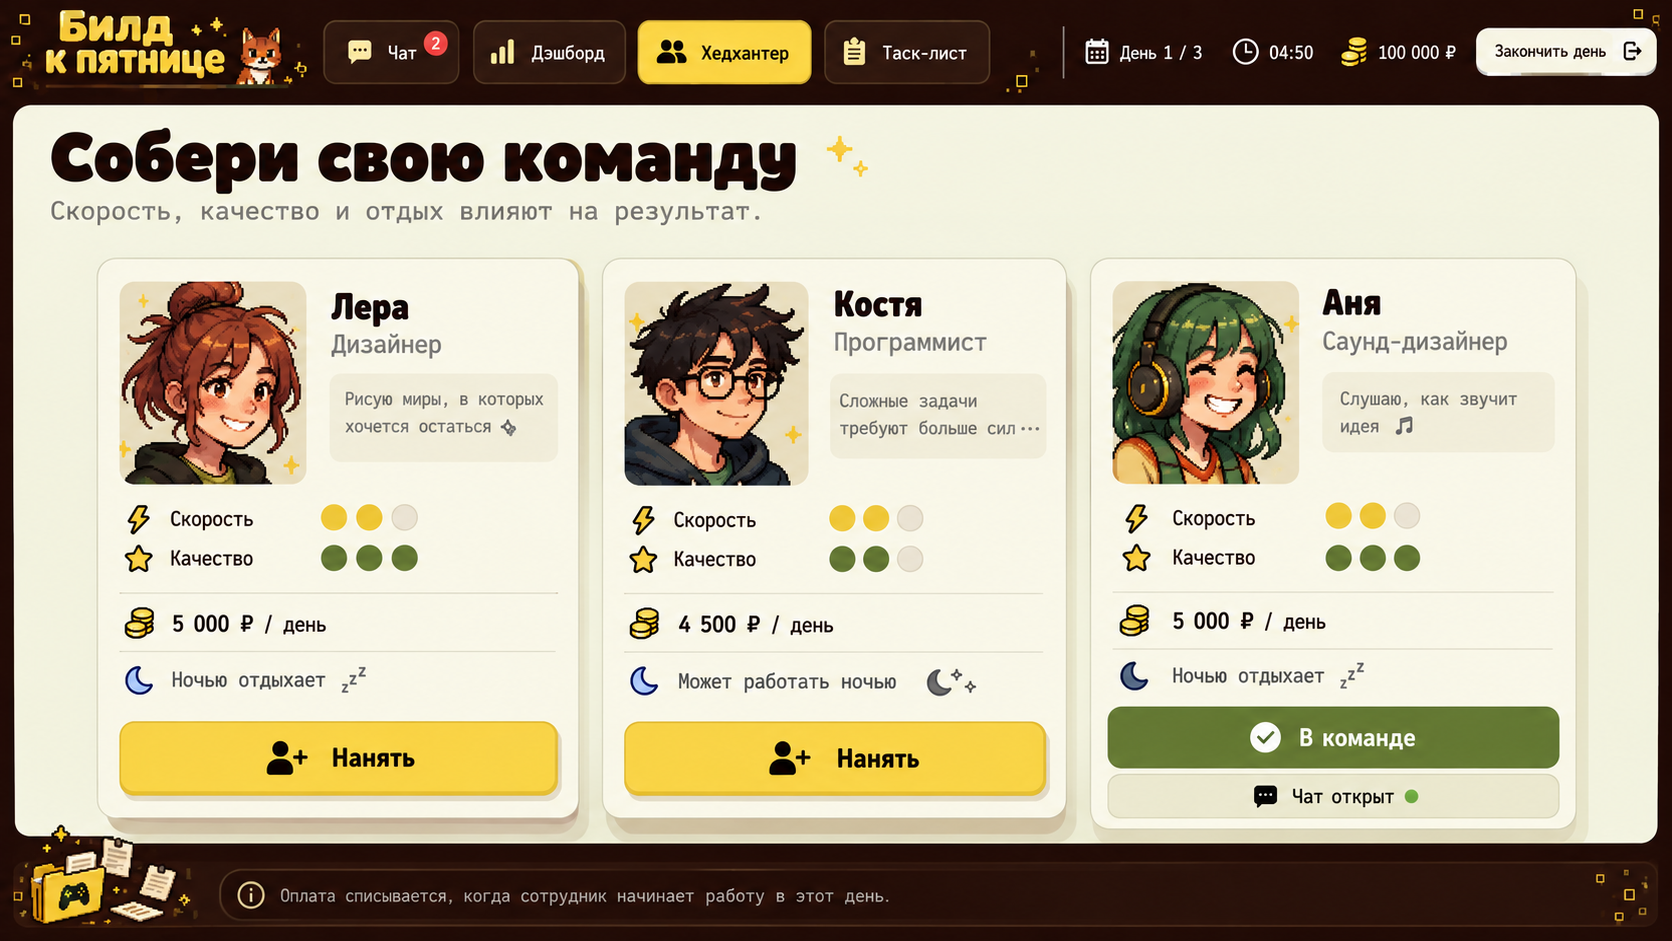 Билд
к пятнице
Чат 2
Дэшборд
Хедхантер
Таск-лист
День 1 / 3
04:50
100 000 ₽
Закончить день
Собери свою команду
Скорость, качество и отдых влияют на результат.
Лера
Дизайнер
Рисую миры, в которых
хочется остаться
Скорость
Качество
5 000 ₽ / день
Ночью отдыхает zzZ
Нанять
Костя
Программист
Сложные задачи
требуют больше сил...
Скорость
Качество
4 500 ₽ / день
Может работать ночью
Нанять
Аня
Саунд-дизайнер
Слушаю, как звучит
идея
Скорость
Качество
5 000 ₽ / день
Ночью отдыхает zzZ
В команде
Чат открыт
Оплата списывается, когда сотрудник начинает работу в этот день.